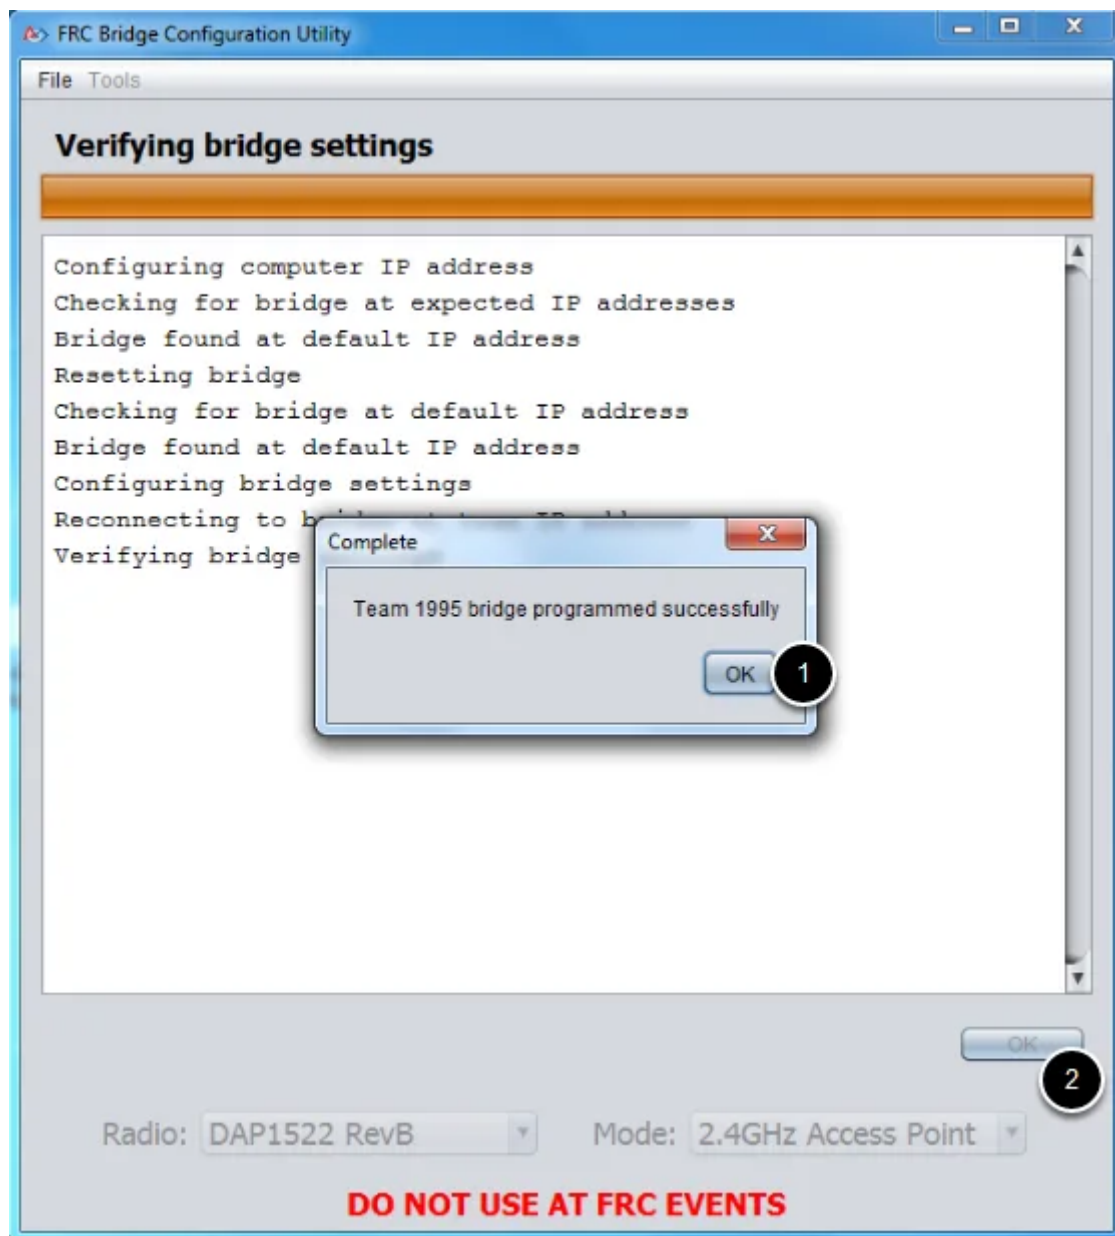 FRC Bridge Configuration Utility
File Tools
Verifying bridge settings
Configuring computer IP address
Checking for bridge at expected IP addresses
Bridge found at default IP address
Resetting bridge
Checking for bridge at default IP address
Bridge found at default IP address
Configuring bridge settings
Reconnecting to
Verifying bridge
Complete
Team 1995 bridge programmed successfully
OK 1
OK
2
Radio: DAP1522 RevB Mode: 2.4GHz Access Point
DO NOT USE AT FRC EVENTS